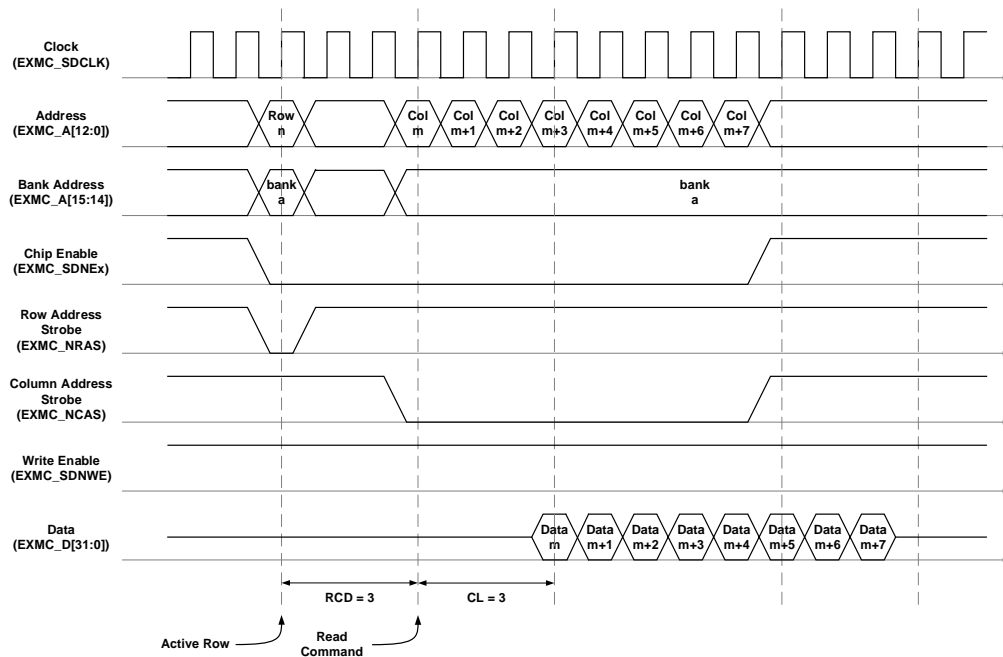 Clock
(EXMC_SDCLK)
Address
(EXMC_A[12:0])
Row
n
Col
m
Col
m+1
Col
m+2
Col
m+3
Col
m+4
Col
m+5
Col
m+6
Col
m+7
Bank Address
(EXMC_A[15:14])
bank
a
bank
a
Chip Enable
(EXMC_SDNEx)
Row Address
Strobe
(EXMC_NRAS)
Column Address
Strobe
(EXMC_NCAS)
Write Enable
(EXMC_SDNWE)
Data
(EXMC_D[31:0])
Data
m
Data
m+1
Data
m+2
Data
m+3
Data
m+4
Data
m+5
Data
m+6
Data
m+7
RCD = 3
CL = 3
Active Row
Read
Command